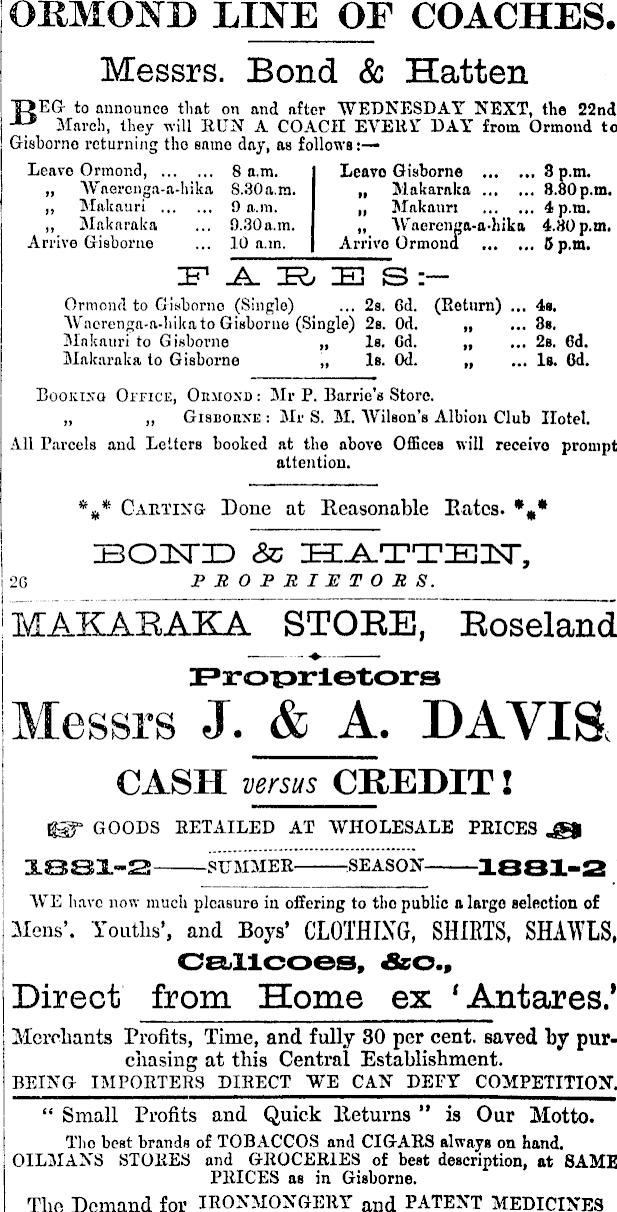 ORMOND LINE OF COACHES.
Messrs. Bond & Hatten
BEG to announce that on and after WEDNESDAY NEXT, the 22nd
March, they will RUN A COACH EVERY DAY from Ormond to
Gisborne returning the same day, as follows:—
Leave Ormond, ... ... 8 a.m. Leave Gisborne ... ... 3 p.m.
„ Waerenga-a-hika 8.30 a.m. „ Makaraka ... ... 3.30 p.m.
„ Makauri ... ... 9 a.m. „ Makauri ... ... 4 p.m.
„ Makaraka ... 9.30 a.m. „ Waerenga-a-hika 4.30 p.m.
Arrive Gisborne ... 10 a.m. Arrive Ormond ... ... 5 p.m.
FARES:—
Ormond to Gisborne (Single) ... 2s. 6d. (Return) ... 4s.
Waerenga-a-hika to Gisborne (Single) 2s. 0d. „ ... 3s.
Makauri to Gisborne „ 1s. 6d. „ ... 2s. 6d.
Makaraka to Gisborne „ 1s. 0d. „ ... 1s. 6d.
BOOKING OFFICE, ORMOND: Mr P. Barrie's Store.
„ „ GISBORNE: Mr S. M. Wilson's Albion Club Hotel.
All Parcels and Letters booked at the above Offices will receive prompt
attention.
*** CARTING Done at Reasonable Rates. ***
BOND & HATTEN,
26 PROPRIETORS.
MAKARAKA STORE, Roseland
Proprietors
Messrs J. & A. DAVIS
CASH versus CREDIT!
GOODS RETAILED AT WHOLESALE PRICES
1881-2——SUMMER——SEASON——1881-2
WE have now much pleasure in offering to the public a large selection of
Mens'. Youths', and Boys' CLOTHING, SHIRTS, SHAWLS,
Calicoes, &c.,
Direct from Home ex 'Antares.'
Merchants Profits, Time, and fully 30 per cent. saved by pur-
chasing at this Central Establishment.
BEING IMPORTERS DIRECT WE CAN DEFY COMPETITION.
"Small Profits and Quick Returns" is Our Motto.
The best brands of TOBACCOS and CIGARS always on hand.
OILMANS STORES and GROCERIES of best description, at SAME
PRICES as in Gisborne.
The Demand for IRONMONGERY and PATENT MEDICINES